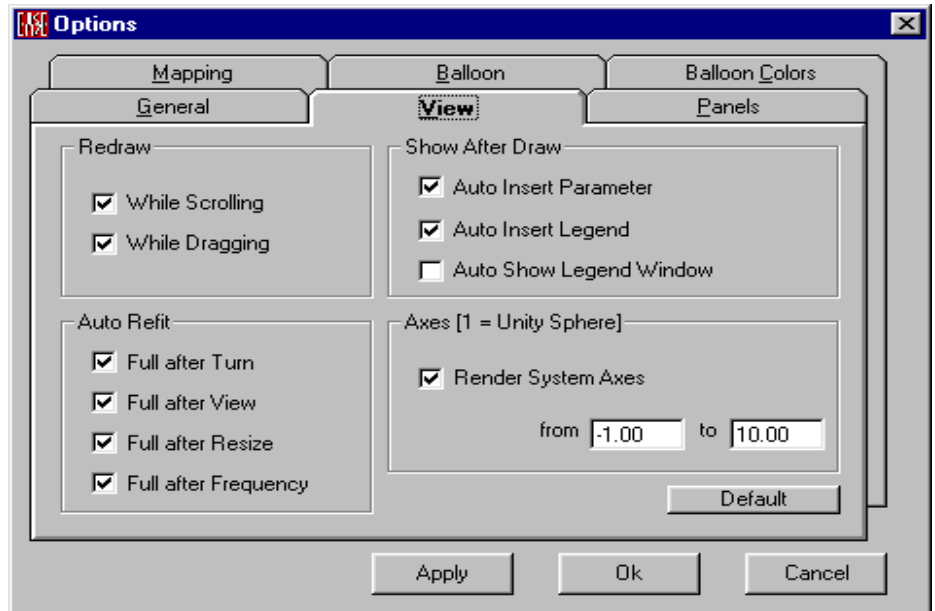 EASE Options
Mapping Balloon Balloon Colors
General View Panels
Redraw
While Scrolling
While Dragging
Show After Draw
Auto Insert Parameter
Auto Insert Legend
Auto Show Legend Window
Auto Refit
Full after Turn
Full after View
Full after Resize
Full after Frequency
Axes [1 = Unity Sphere]
Render System Axes
from -1.00 to 10.00
Default
Apply Ok Cancel